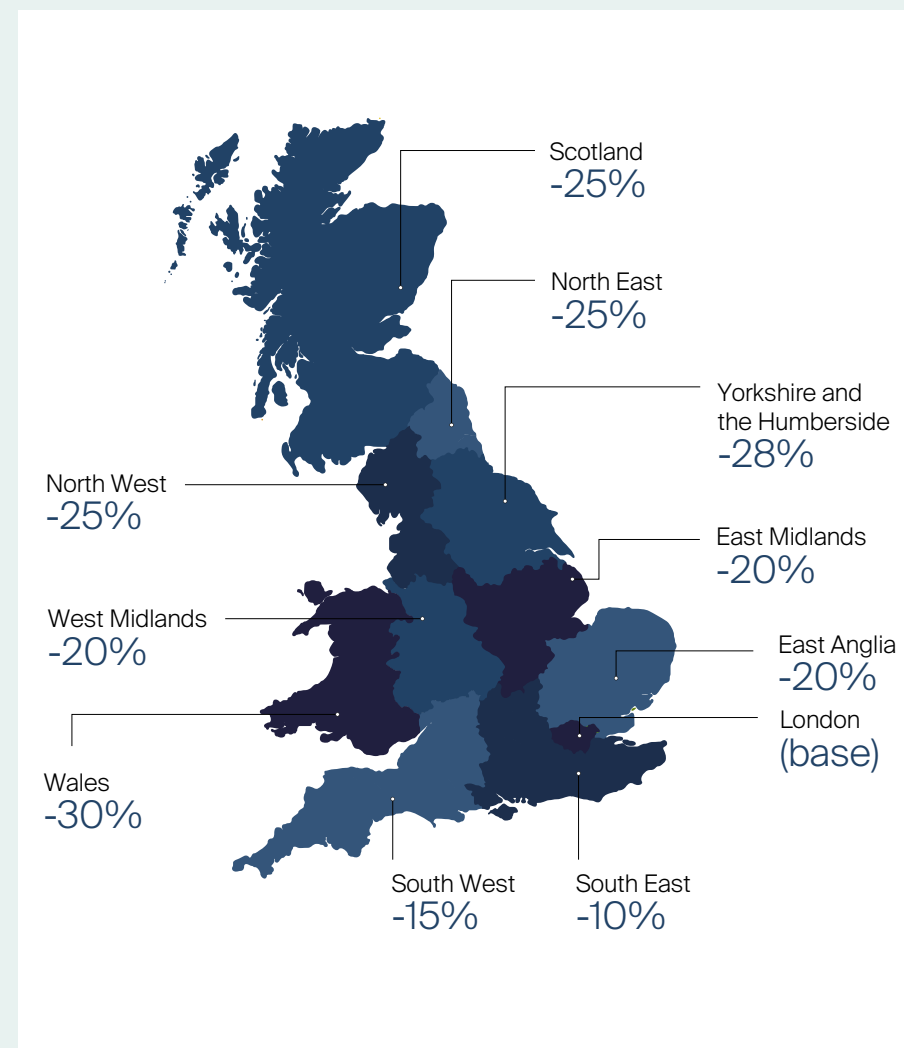 Scotland
-25%
North East
-25%
Yorkshire and
the Humberside
-28%
North West
-25%
East Midlands
-20%
West Midlands
-20%
East Anglia
-20%
London
(base)
Wales
-30%
South West
-15%
South East
-10%